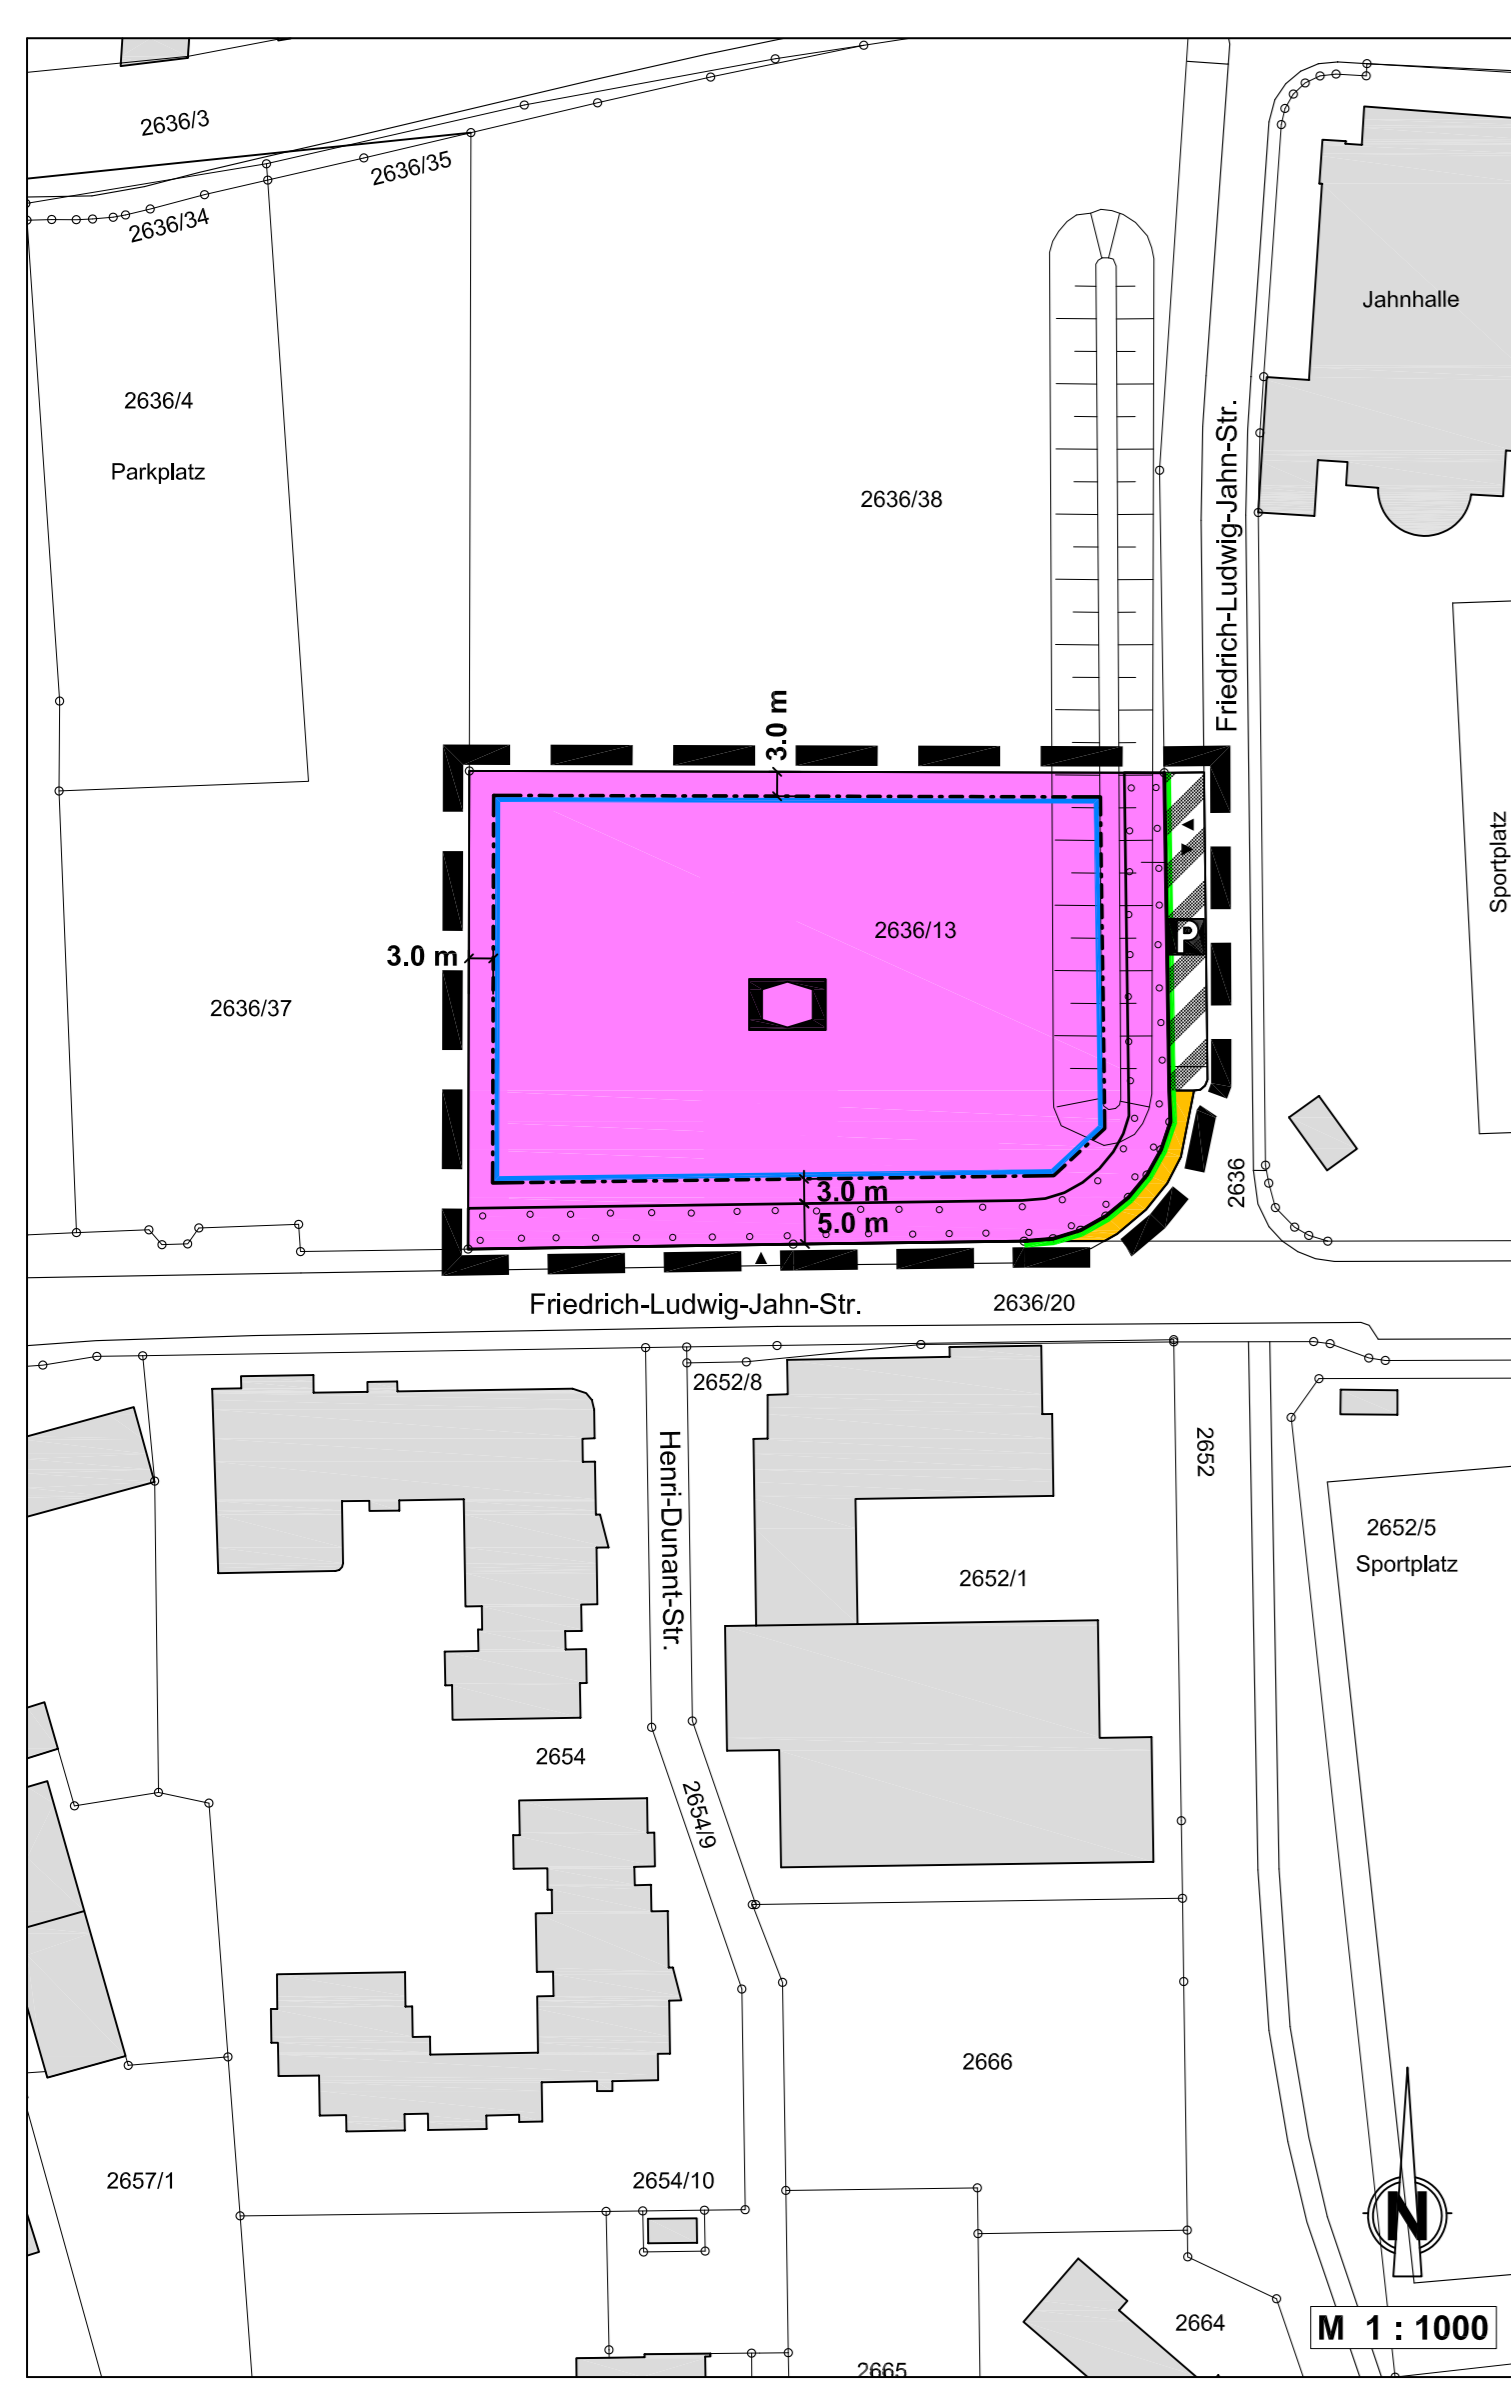 2636/3
2636/35
2636/34
Jahnhalle
2636/4
Parkplatz
2636/38
Friedrich-Ludwig-Jahn-Str.
3.0 m
Sportplatz
2636/13
P
3.0 m
2636/37
2636
3.0 m
5.0 m
Friedrich-Ludwig-Jahn-Str.
2636/20
2652/8
Henri-Dunant-Str.
2652
2652/5
Sportplatz
2652/1
2654
2654/9
2666
2657/1
2654/10
N
2664
M 1 : 1000
2665